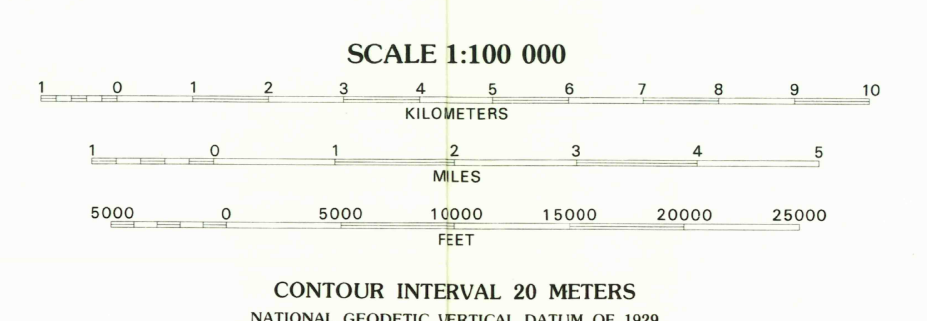 SCALE 1:100 000
1 0 1 2 3 4 5 6 7 8 9 10
KILOMETERS
1 0 1 2 3 4 5
MILES
5000 0 5000 10000 15000 20000 25000
FEET
CONTOUR INTERVAL 20 METERS
NATIONAL GEODETIC VERTICAL DATUM OF 1929